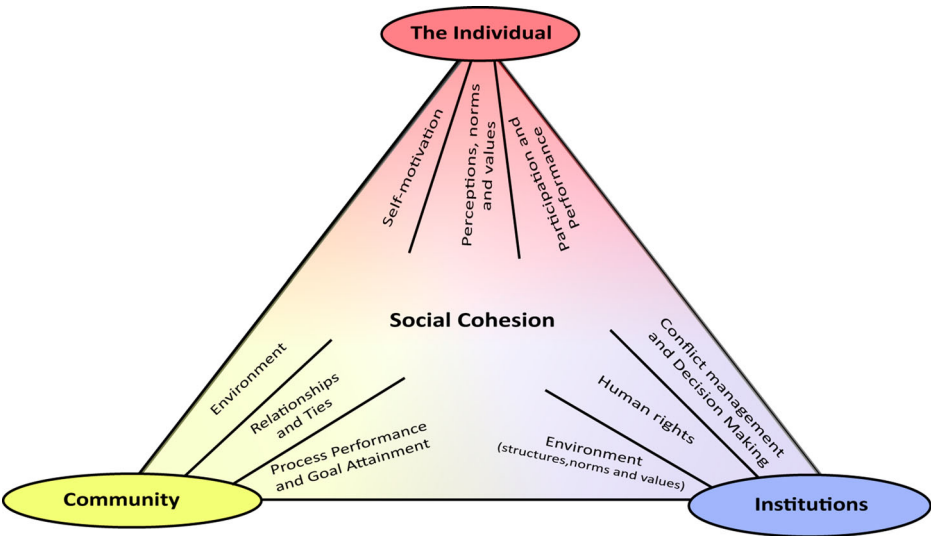 The Individual
Self-motivation
Perceptions, norms
and values
Participation and
Performance
Social Cohesion
Environment
Relationships
and Ties
Process Performance
and Goal Attainment
Conflict management
and Decision Making
Human rights
Environment
(structures,norms and values)
Community
Institutions